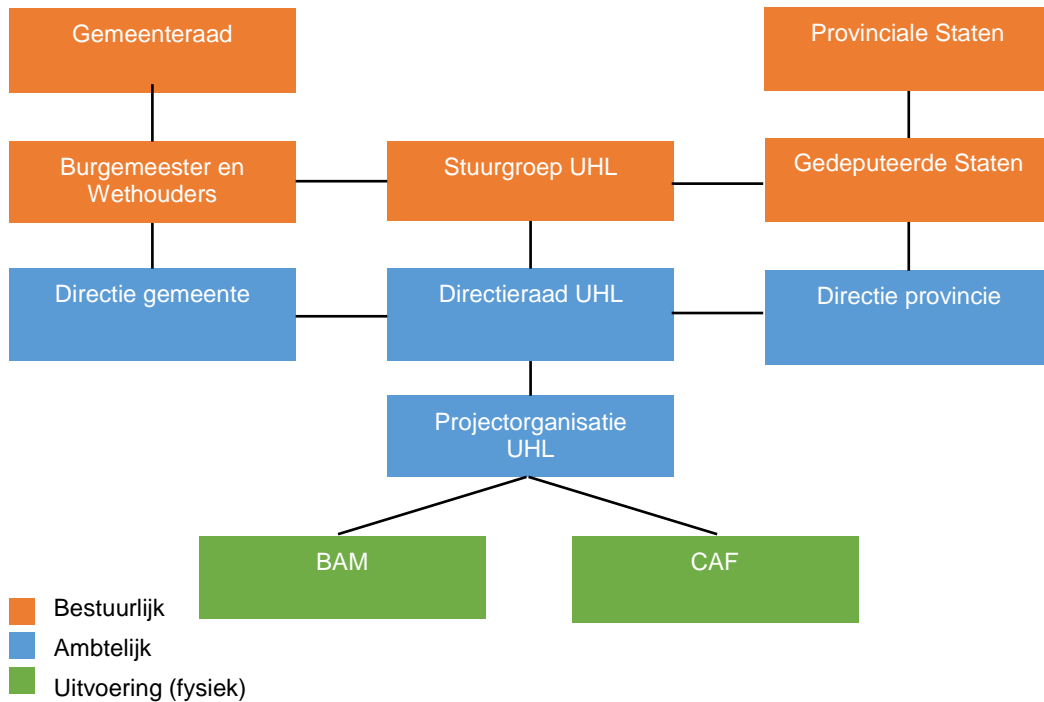 Gemeenteraad
Provinciale Staten
Burgemeester en
Wethouders
Stuurgroep UHL
Gedeputeerde Staten
Directie gemeente
Directieraad UHL
Directie provincie
Projectorganisatie
UHL
BAM
CAF
Bestuurlijk
Ambtelijk
Uitvoering (fysiek)